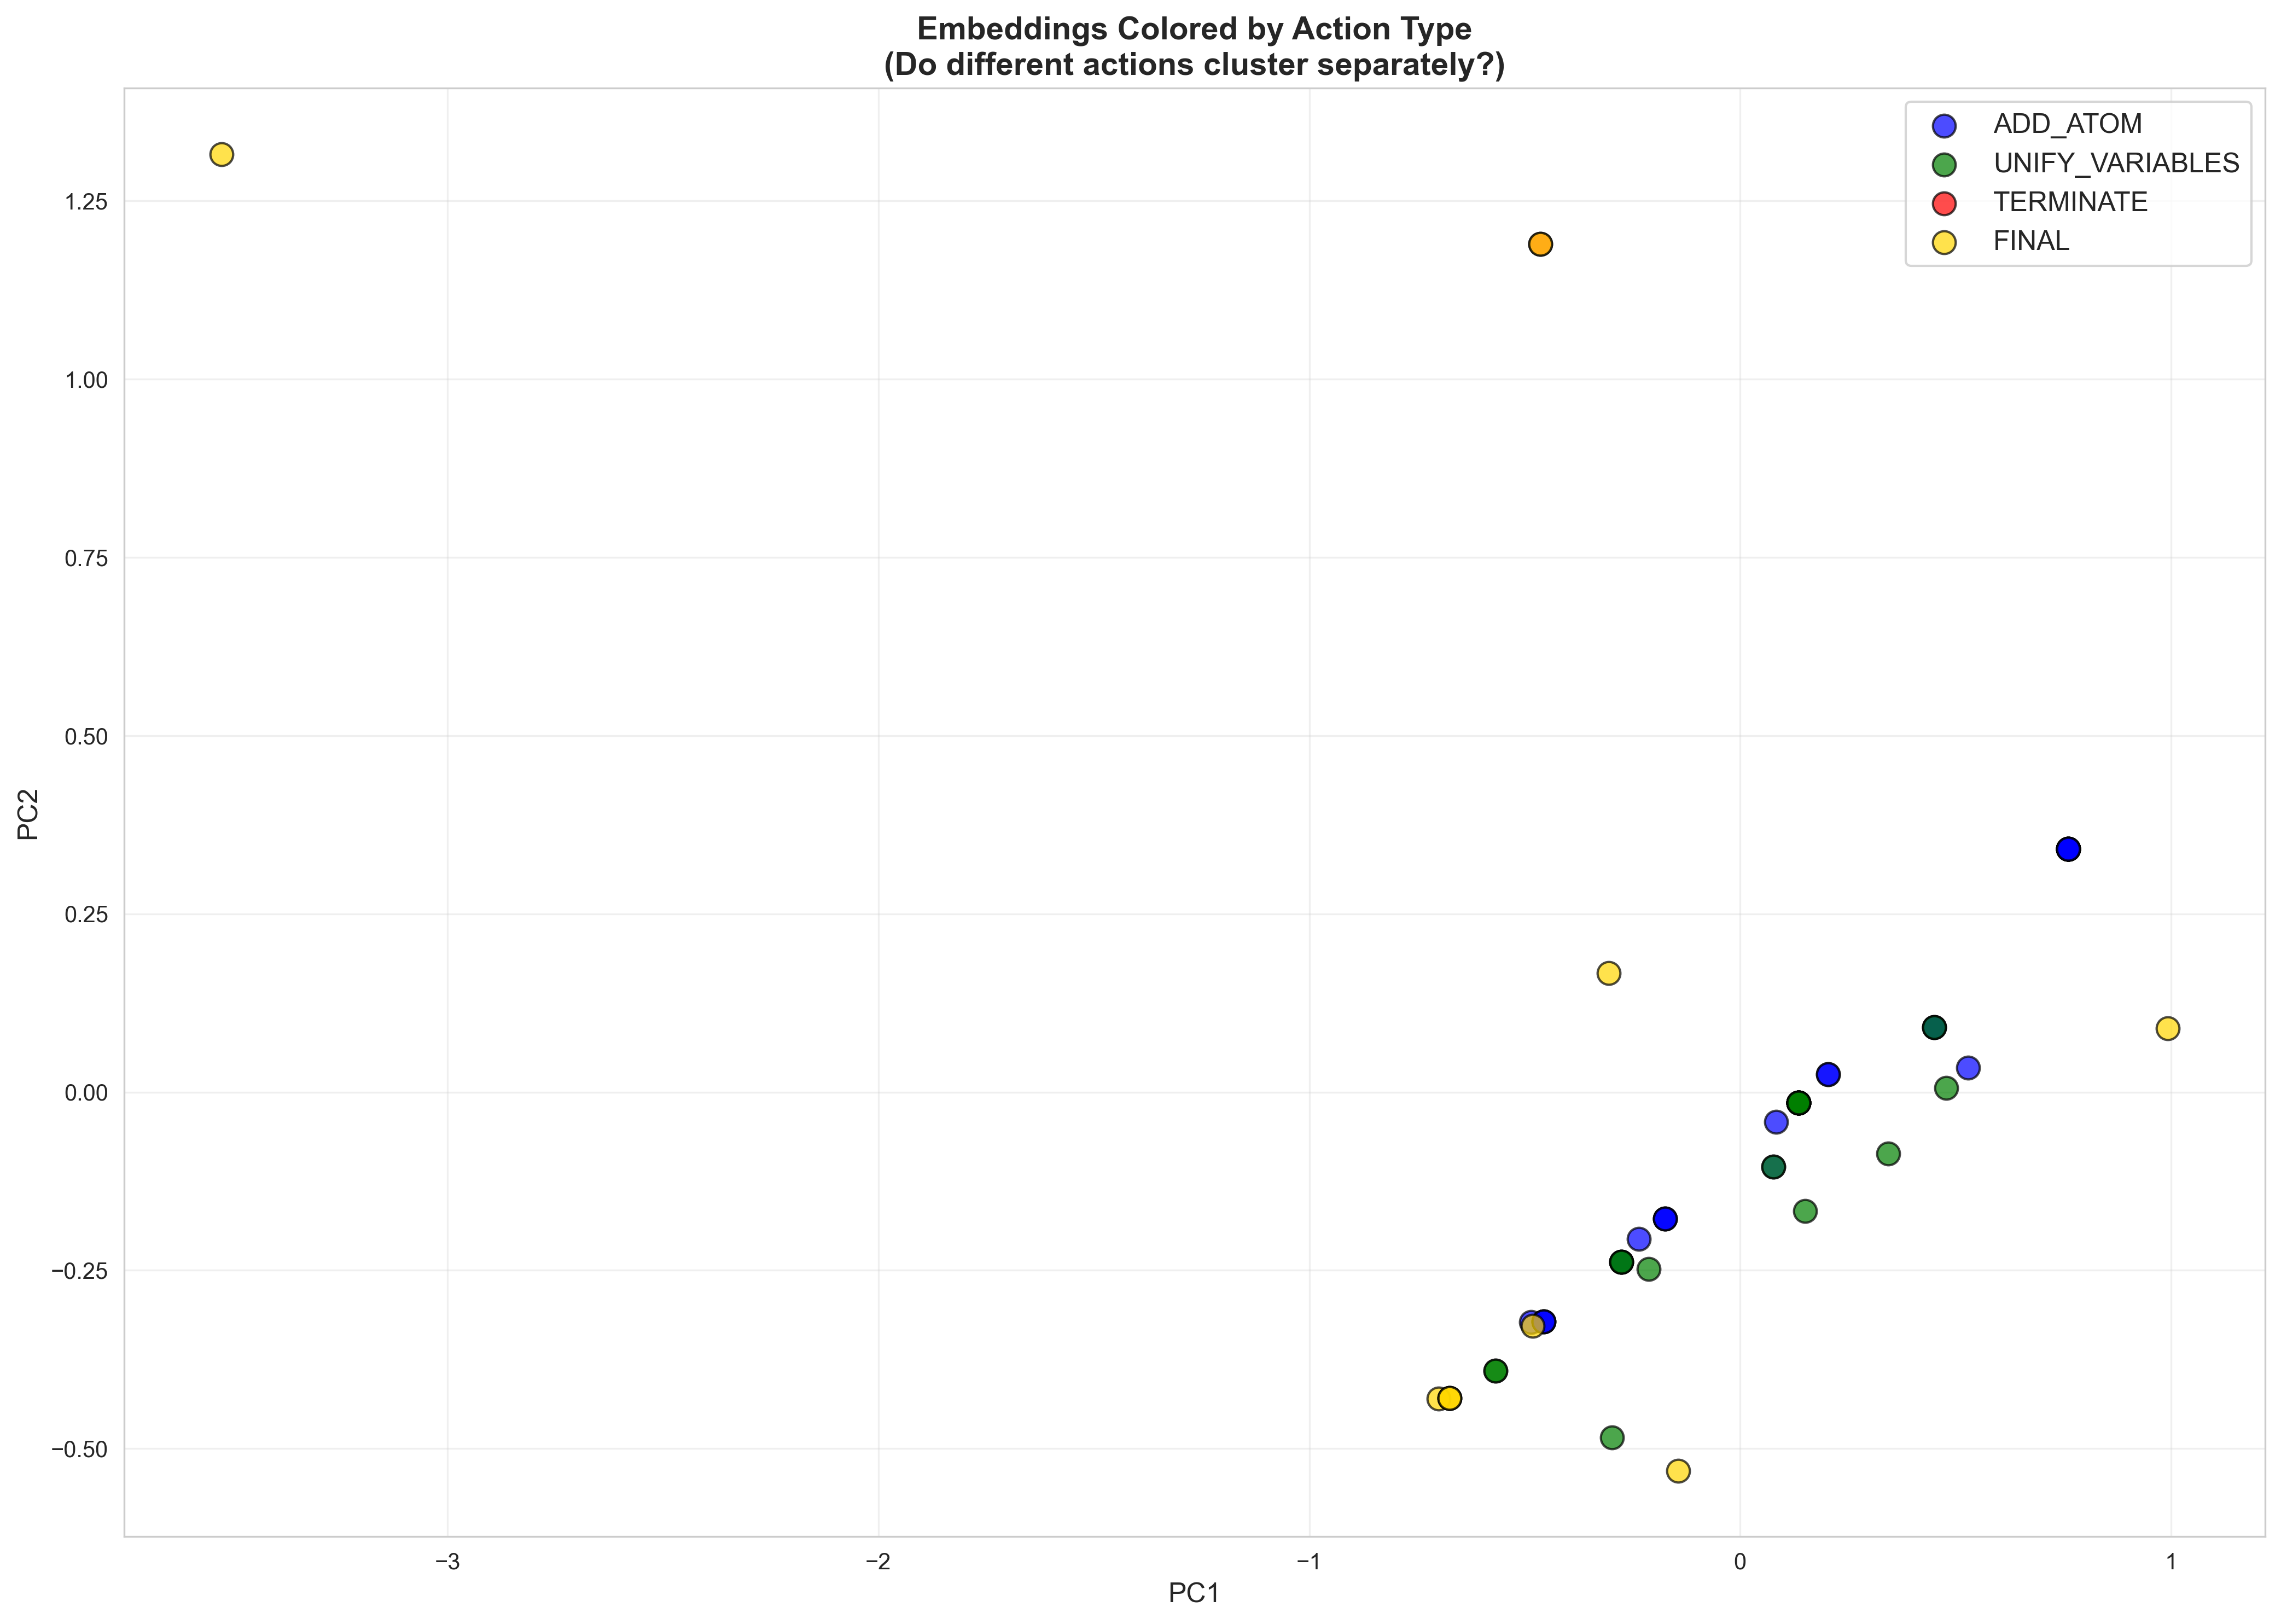 Embeddings Colored by Action Type
(Do different actions cluster separately?)
ADD_ATOM
UNIFY_VARIABLES
TERMINATE
FINAL
1.25
1.00
0.75
0.50
0.25
0.00
−0.25
−0.50
PC2
−3
−2
−1
0
1
PC1